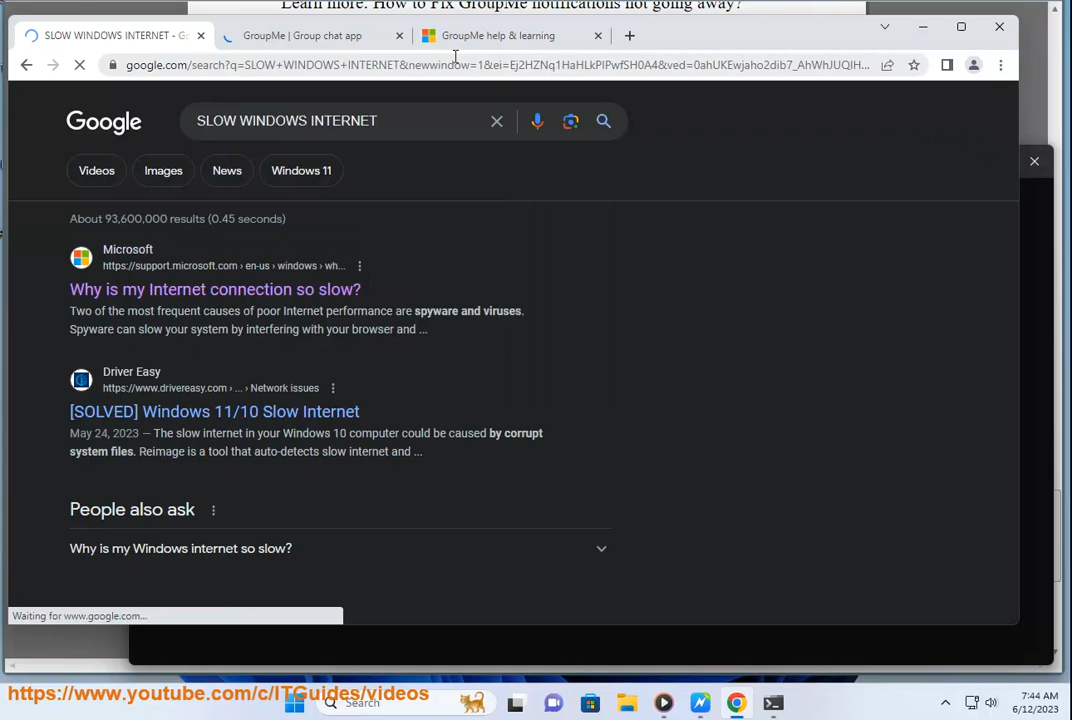 Learn more. How to Fix GroupMe notifications not going away?
SLOW WINDOWS INTERNET - Go
GroupMe | Group chat app
GroupMe help & learning
google.com/search?q=SLOW+WINDOWS+INTERNET&newwindow=1&ei=Ej2HZNq1HaHLkPIPwfSH0A4&ved=0ahUKEwjaho2dib7_AhWhJUQIH...
Google
SLOW WINDOWS INTERNET
Videos
Images
News
Windows 11
About 93,600,000 results (0.45 seconds)
Microsoft
https://support.microsoft.com › en-us › windows › wh...
Why is my Internet connection so slow?
Two of the most frequent causes of poor Internet performance are spyware and viruses.
Spyware can slow your system by interfering with your browser and ...
Driver Easy
https://www.drivereasy.com › ... › Network issues
[SOLVED] Windows 11/10 Slow Internet
May 24, 2023 — The slow internet in your Windows 10 computer could be caused by corrupt
system files. Reimage is a tool that auto-detects slow internet and ...
People also ask
Why is my Windows internet so slow?
Waiting for www.google.com...
https://www.youtube.com/c/ITGuides/videos
Search
7:44 AM
6/12/2023